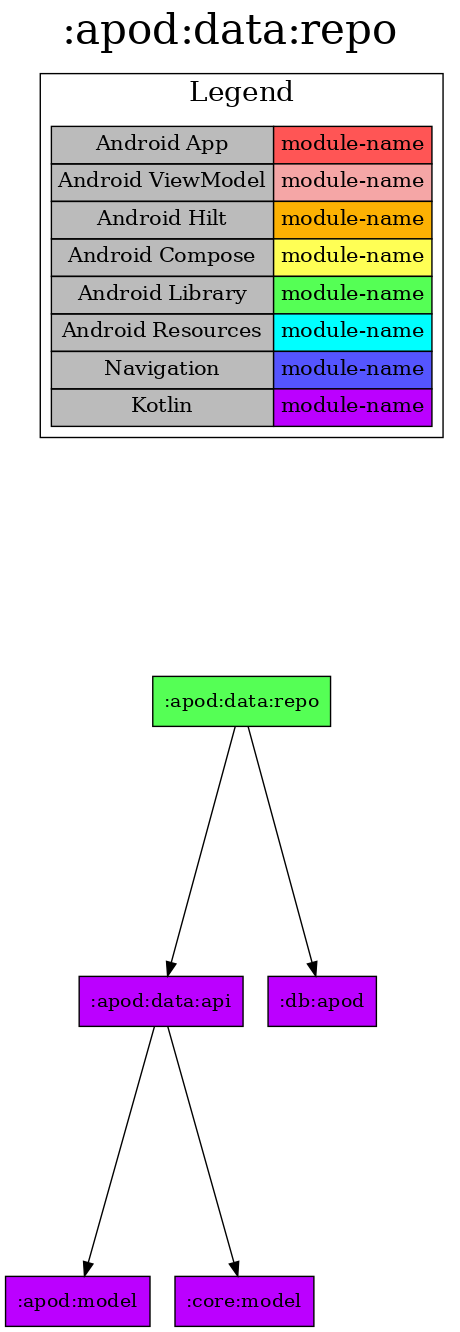 :apod:data:repo
Legend
Android App module-name
Android ViewModel module-name
Android Hilt module-name
Android Compose module-name
Android Library module-name
Android Resources module-name
Navigation module-name
Kotlin module-name
:apod:data:repo
:apod:data:api :db:apod
:apod:model :core:model